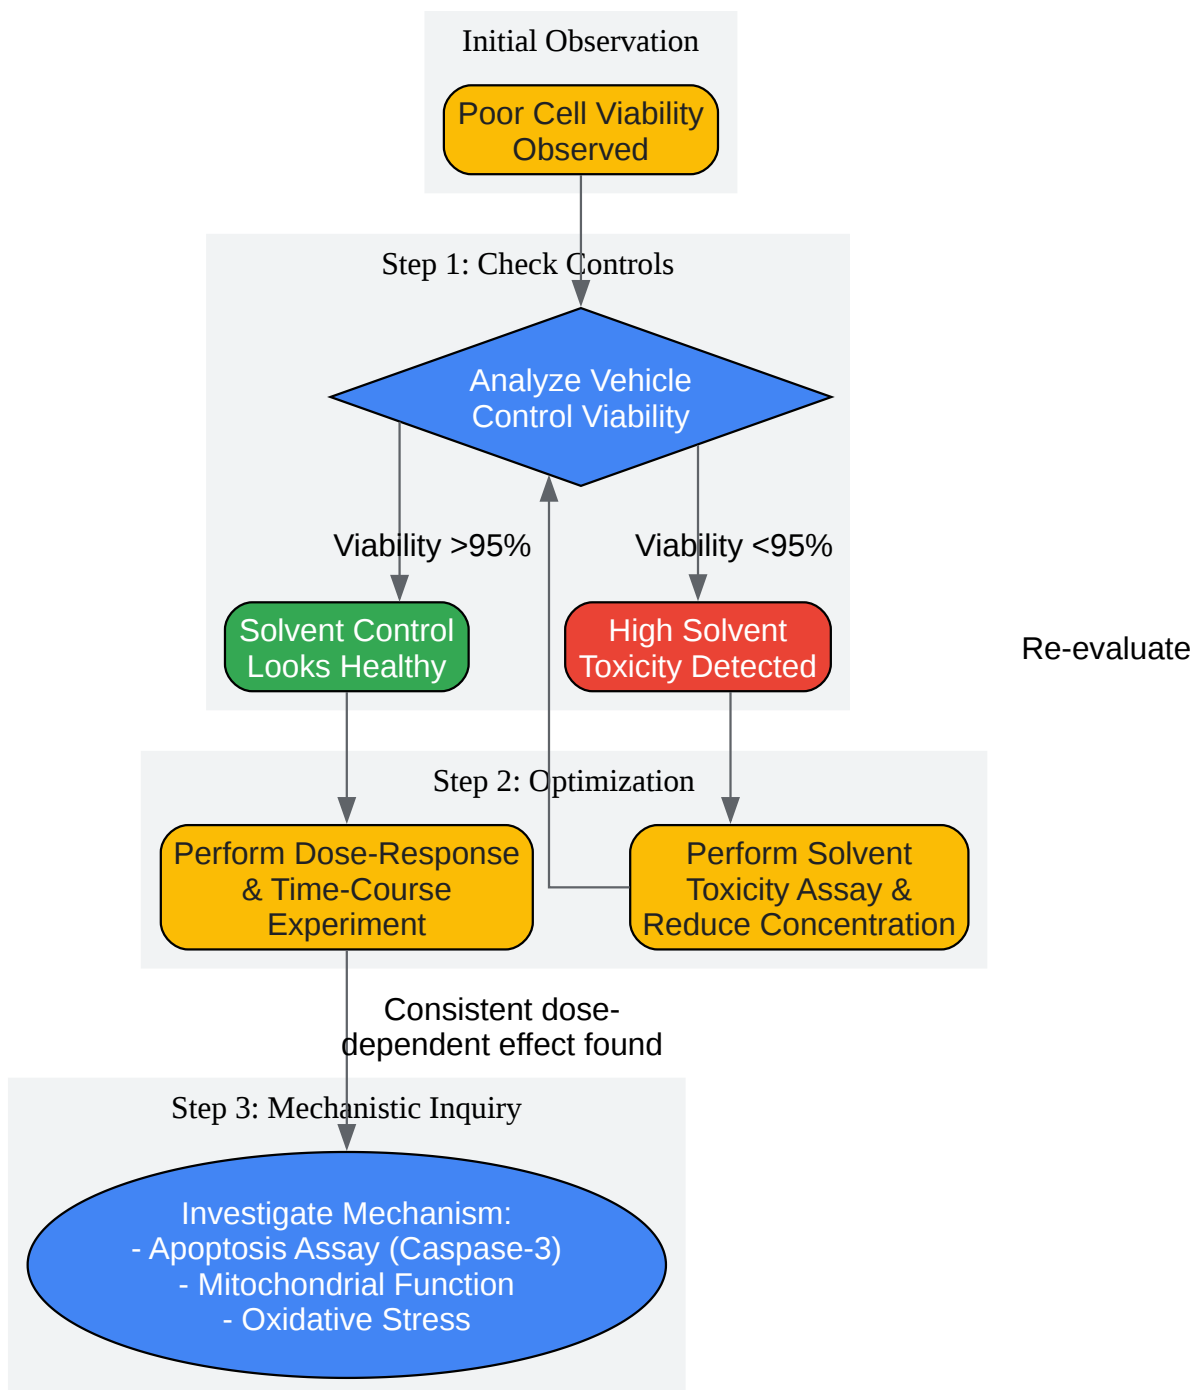 Initial Observation
Poor Cell Viability
Observed
Step 1: Check Controls
Analyze Vehicle
Control Viability
Viability >95%
Viability <95%
Solvent Control
Looks Healthy
High Solvent
Toxicity Detected
Re-evaluate
Step 2: Optimization
Perform Dose-Response
& Time-Course
Experiment
Perform Solvent
Toxicity Assay &
Reduce Concentration
Consistent dose-
dependent effect found
Step 3: Mechanistic Inquiry
Investigate Mechanism:
- Apoptosis Assay (Caspase-3)
- Mitochondrial Function
- Oxidative Stress